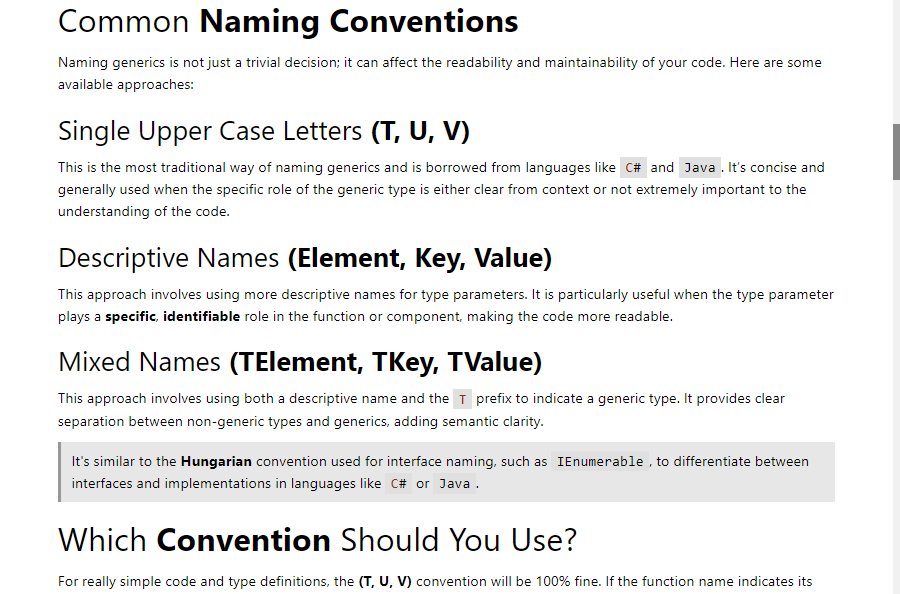 Common Naming Conventions
Naming generics is not just a trivial decision; it can affect the readability and maintainability of your code. Here are some
available approaches:
Single Upper Case Letters (T, U, V)
This is the most traditional way of naming generics and is borrowed from languages like C# and Java . It's concise and
generally used when the specific role of the generic type is either clear from context or not extremely important to the
understanding of the code.
Descriptive Names (Element, Key, Value)
This approach involves using more descriptive names for type parameters. It is particularly useful when the type parameter
plays a specific, identifiable role in the function or component, making the code more readable.
Mixed Names (TElement, TKey, TValue)
This approach involves using both a descriptive name and the T prefix to indicate a generic type. It provides clear
separation between non-generic types and generics, adding semantic clarity.
It's similar to the Hungarian convention used for interface naming, such as IEnumerable , to differentiate between
interfaces and implementations in languages like C# or Java .
Which Convention Should You Use?
For really simple code and type definitions, the (T, U, V) convention will be 100% fine. If the function name indicates its